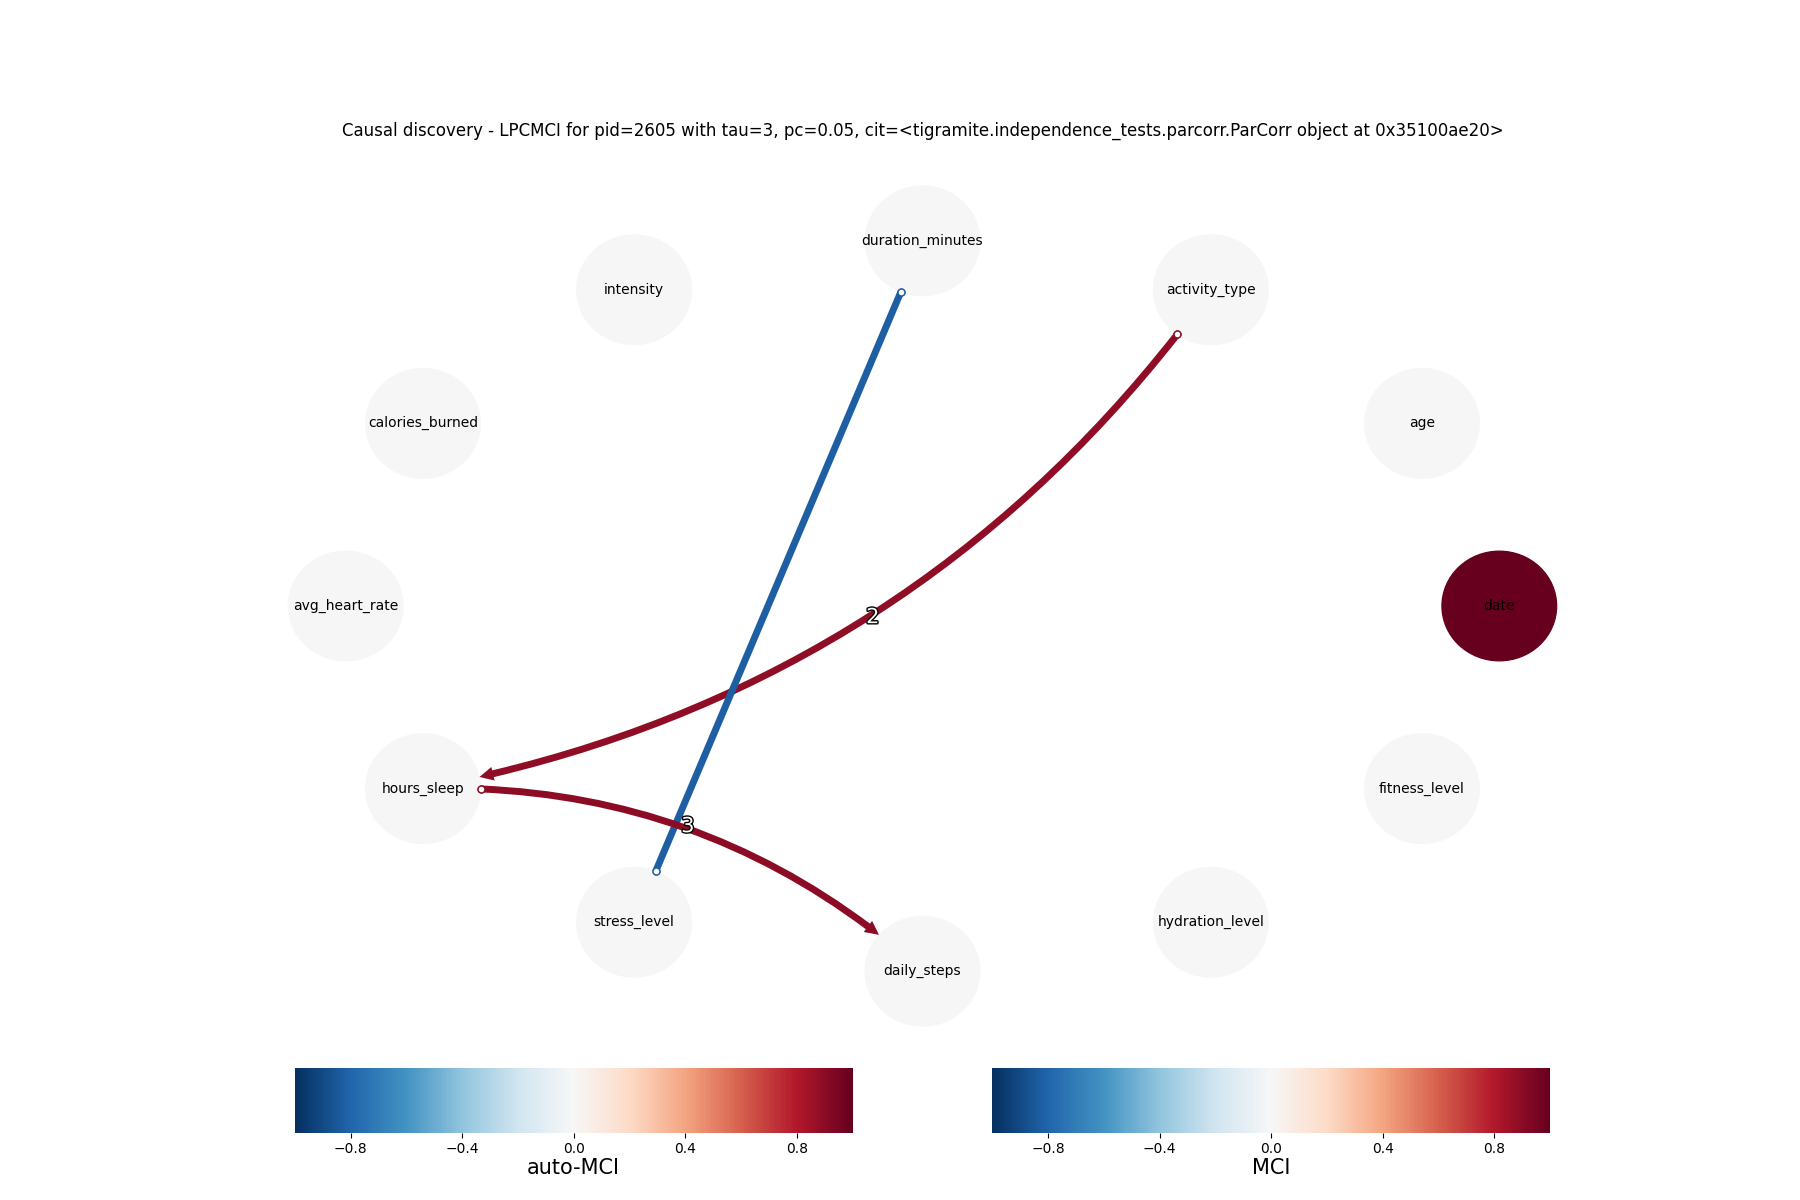 Causal discovery - LPCMCI for pid=2605 with tau=3, pc=0.05, cit=<tigramite.independence_tests.parcorr.ParCorr object at 0x35100ae20>
duration_minutes
intensity
activity_type
calories_burned
age
avg_heart_rate
date
2
hours_sleep
fitness_level
3
stress_level
hydration_level
daily_steps
−0.8 −0.4 0.0 0.4 0.8
auto-MCI
−0.8 −0.4 0.0 0.4 0.8
MCI